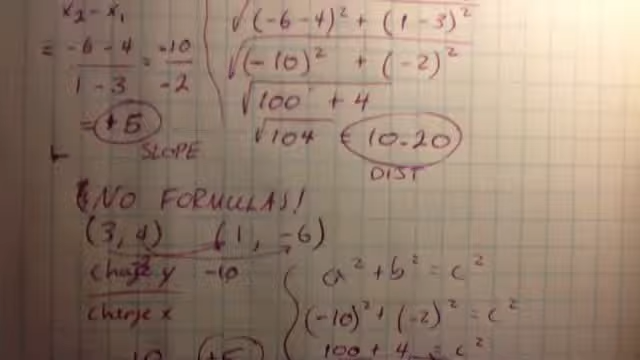 x₂ - x₁
= -6 - 4 / 1 - 3 = -10 / -2
= +5
SLOPE
√(-6-4)² + (1-3)²
√(-10)² + (-2)²
√100 + 4
√104 = 10.20
DIST
NO FORMULAS!
(3, 4) (1, -6)
change y -10
change x
a² + b² = c²
(-10)² + (-2)² = c²
100 + 4 = c²
+5